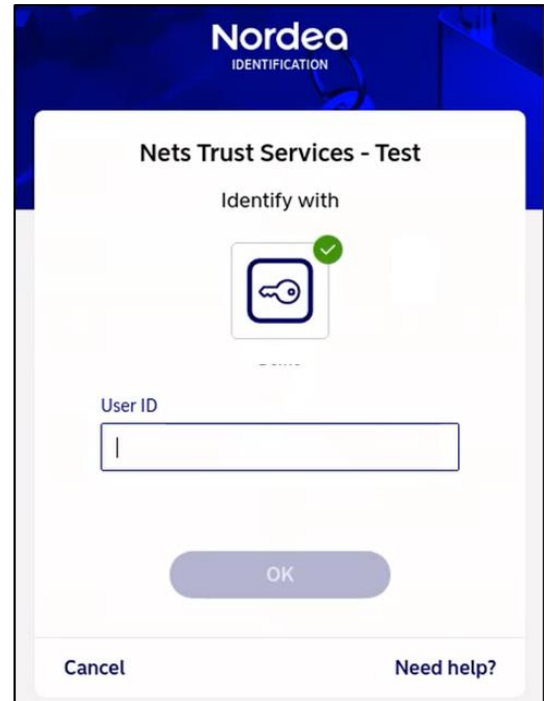 Nordea
IDENTIFICATION
Nets Trust Services - Test
Identify with
User ID
OK
Cancel
Need help?